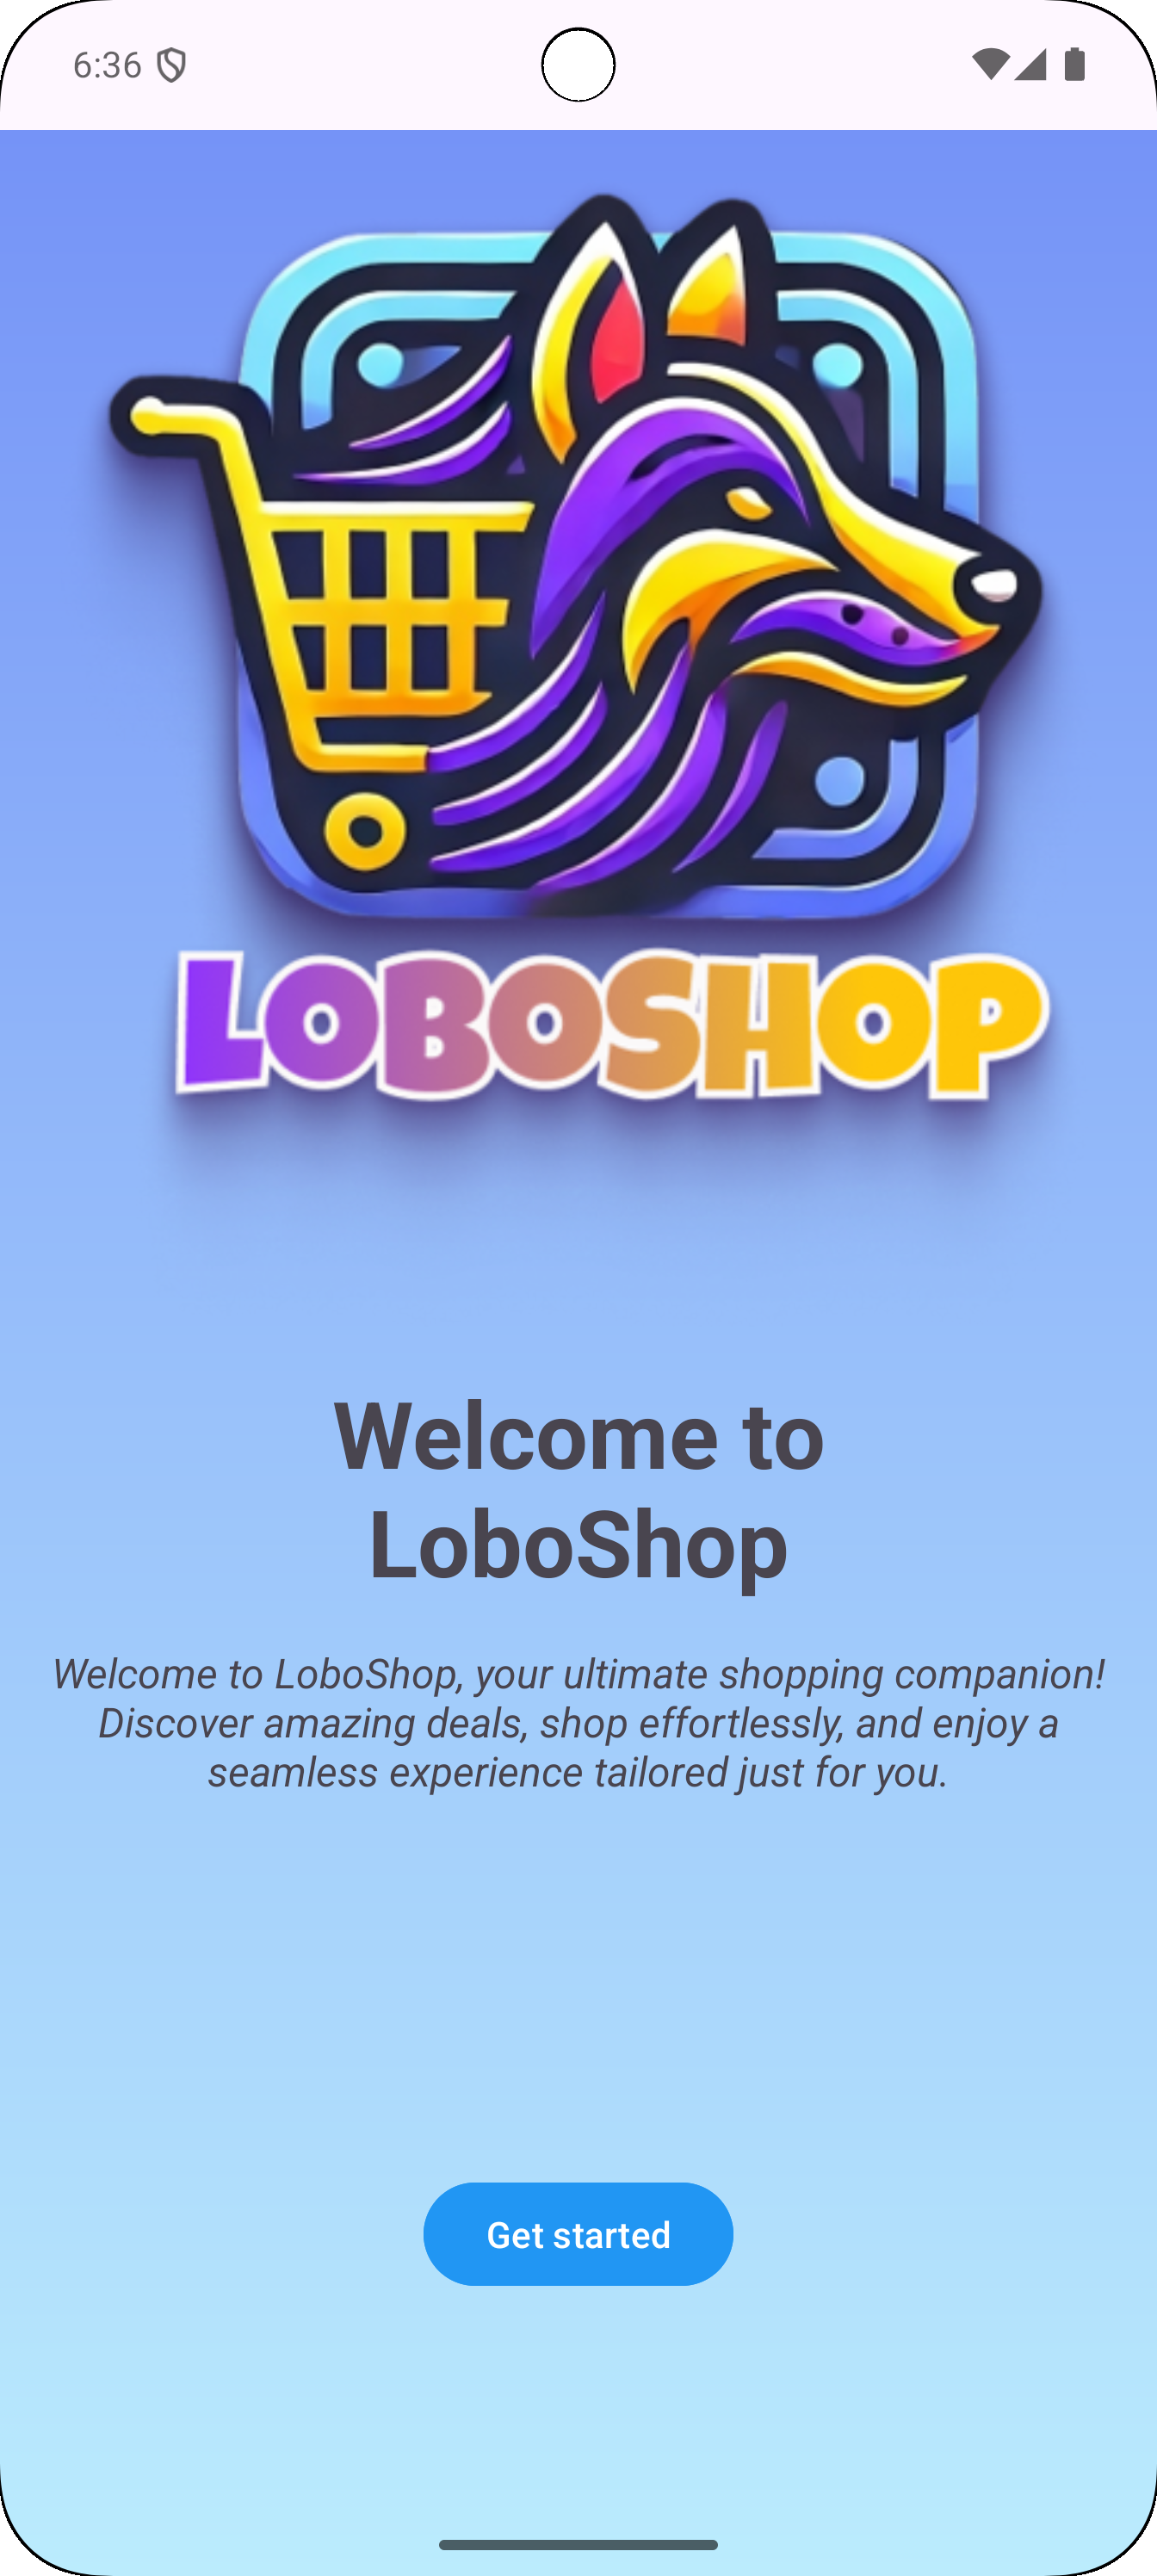 6:36
LOBOSHOP
Welcome to
LoboShop
Welcome to LoboShop, your ultimate shopping companion!
Discover amazing deals, shop effortlessly, and enjoy a
seamless experience tailored just for you.
Get started